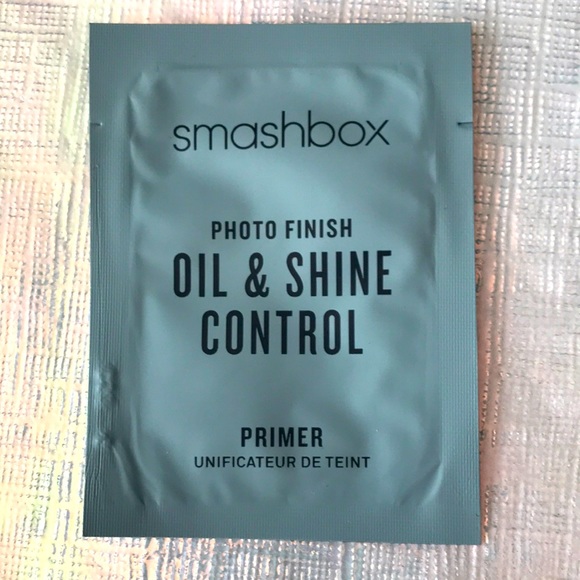 smashbox
PHOTO FINISH
OIL & SHINE
CONTROL
PRIMER
UNIFICATEUR DE TEINT